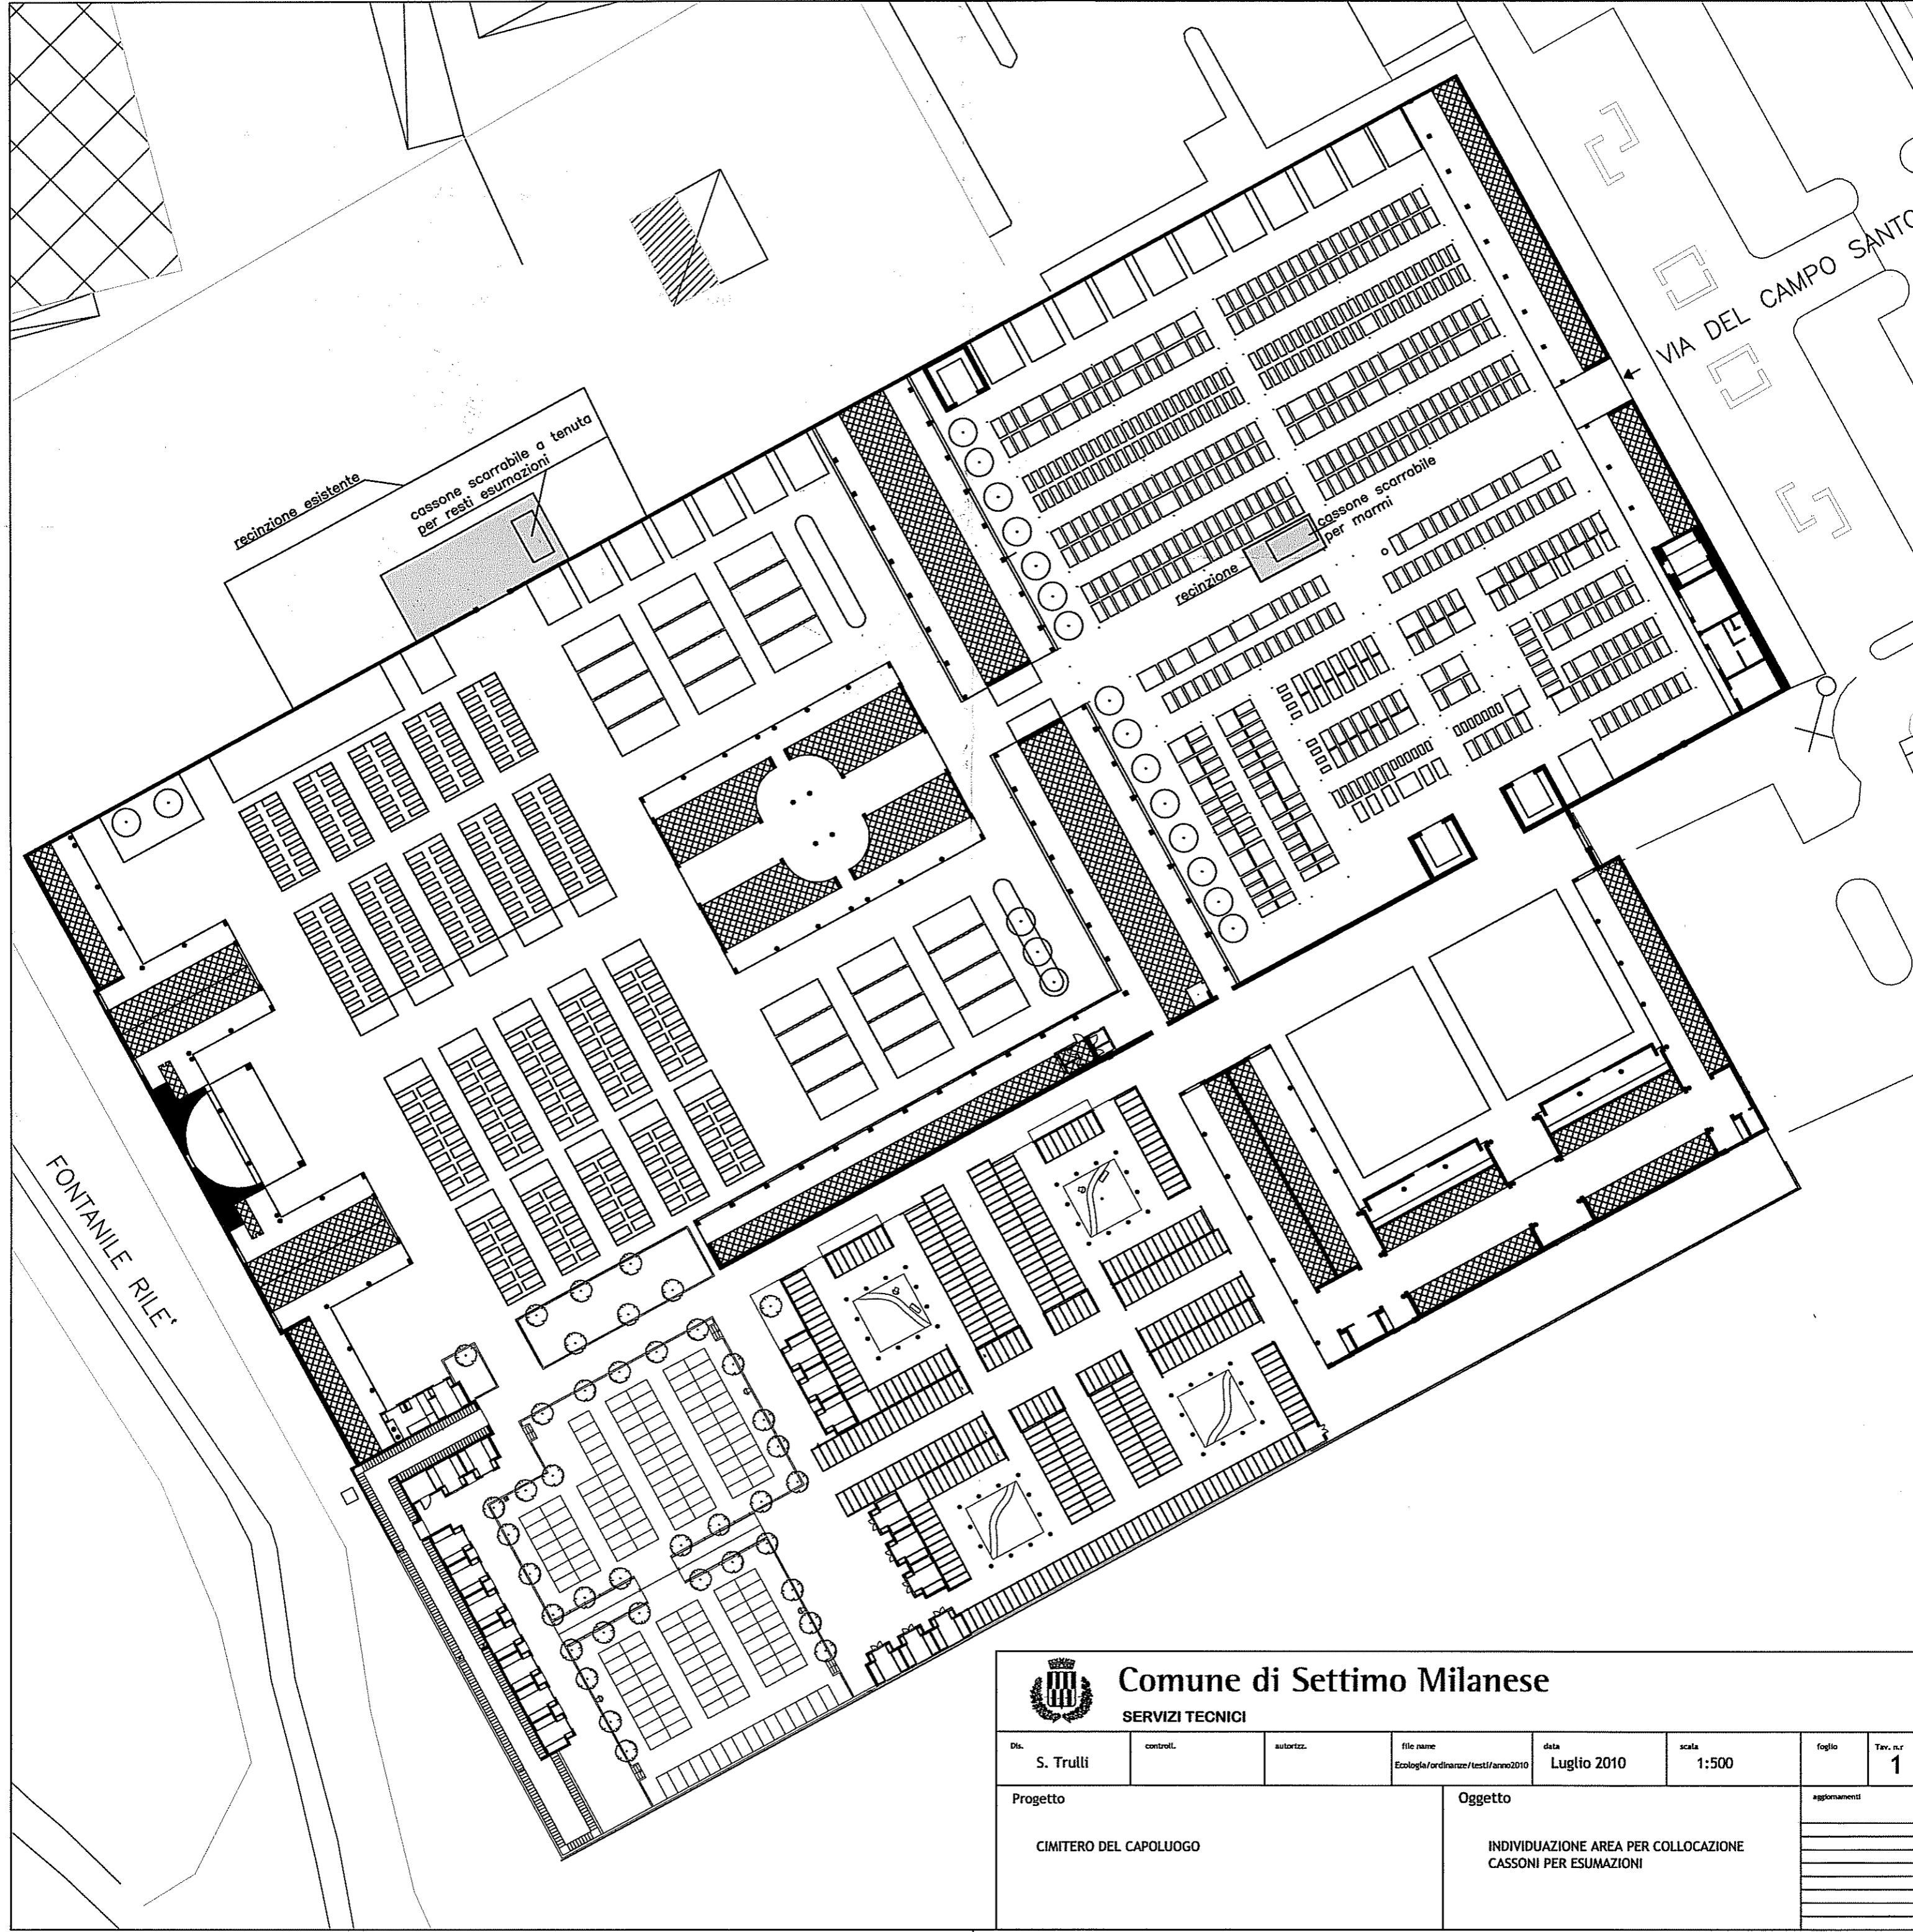 VIA DEL CAMPO SANTO
cassone scarrabile a tenuta
per resti esumazioni
recinzione esistente
cassone scarrabile
per marmi
recinzione
FONTANILE RILE'
Comune di Settimo Milanese
SERVIZI TECNICI
Dis.
S. Trulli
controll.
autorizz.
file name
Ecologia/ordinanze/testi/anno2010
data
Luglio 2010
scala
1:500
foglio
Tav. n.r
1
Progetto
CIMITERO DEL CAPOLUOGO
Oggetto
INDIVIDUAZIONE AREA PER COLLOCAZIONE
CASSONI PER ESUMAZIONI
aggiornamenti